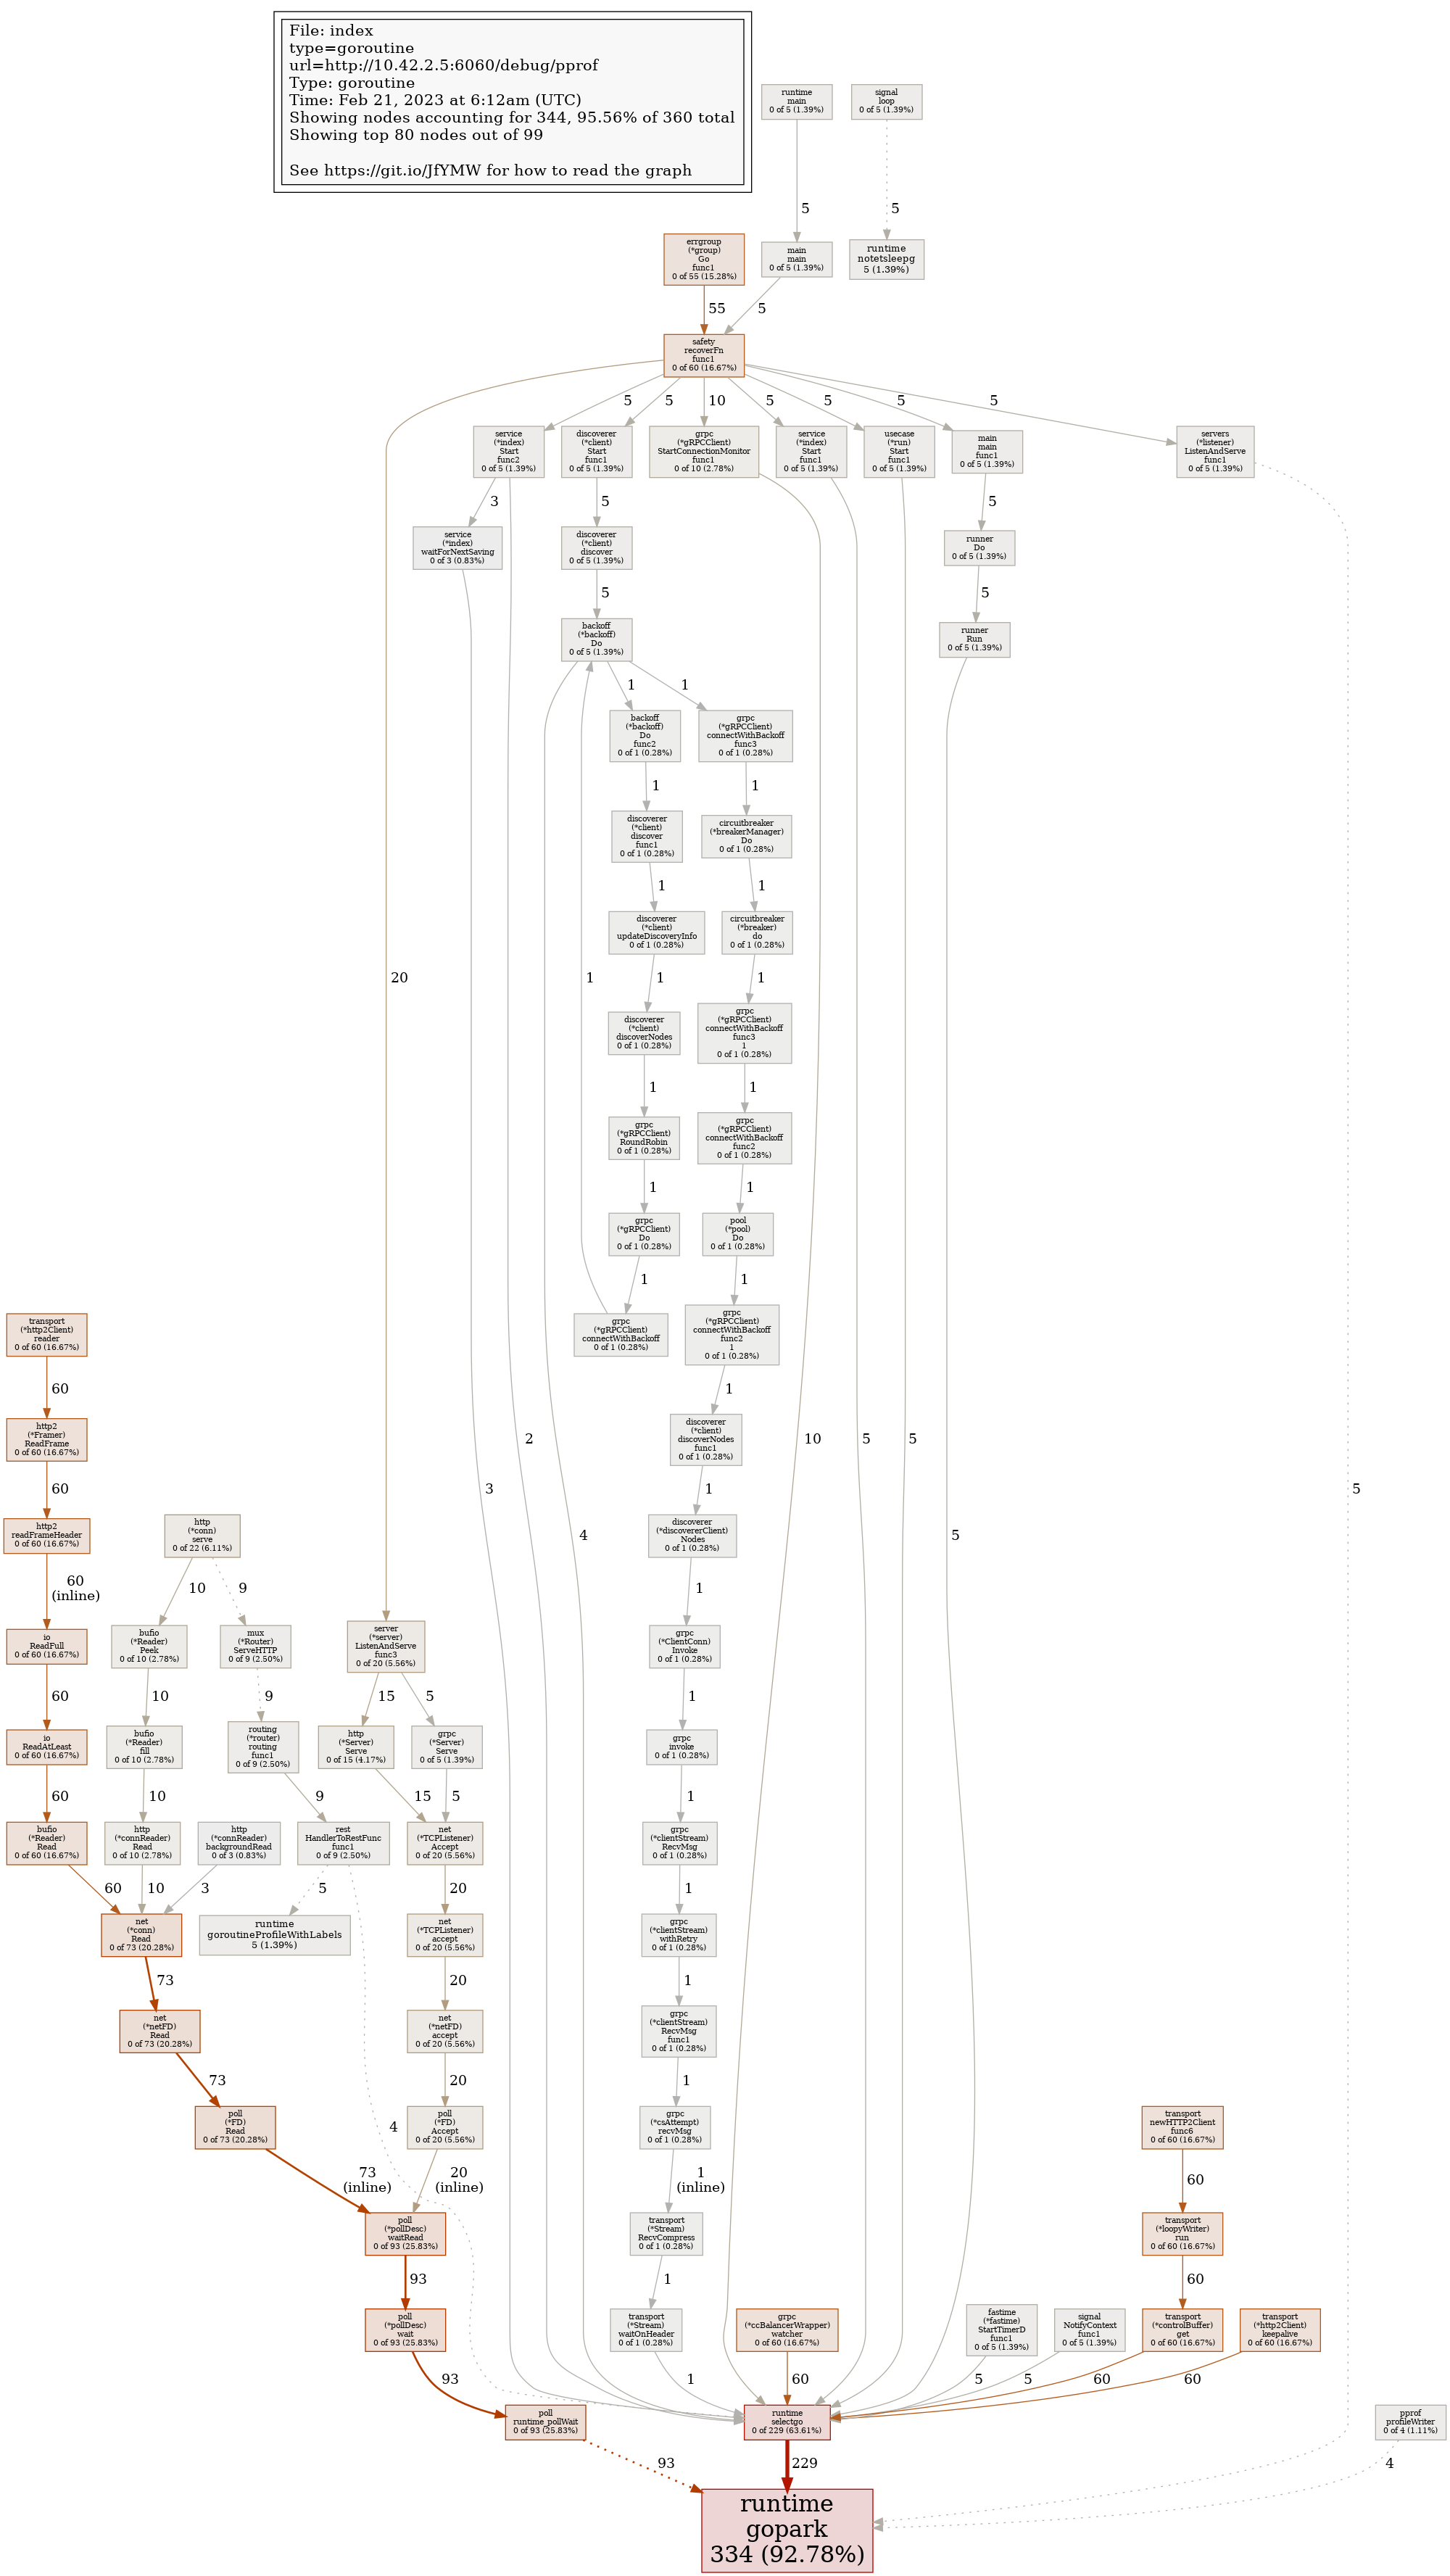 File: index
type=goroutine
url=http://10.42.2.5:6060/debug/pprof
Type: goroutine
Time: Feb 21, 2023 at 6:12am (UTC)
Showing nodes accounting for 344, 95.56% of 360 total
Showing top 80 nodes out of 99
See https://git.io/JfYMW for how to read the graph
runtime
main
0 of 5 (1.39%)
signal
loop
0 of 5 (1.39%)
5
5
errgroup
(*group)
Go
func1
0 of 55 (15.28%)
main
main
0 of 5 (1.39%)
runtime
notetsleepg
5 (1.39%)
55
5
safety
recoverFn
func1
0 of 60 (16.67%)
5
5
10
5
5
5
5
service
(*index)
Start
func2
0 of 5 (1.39%)
discoverer
(*client)
Start
func1
0 of 5 (1.39%)
grpc
(*gRPCClient)
StartConnectionMonitor
func1
0 of 10 (2.78%)
service
(*index)
Start
func1
0 of 5 (1.39%)
usecase
(*run)
Start
func1
0 of 5 (1.39%)
main
main
func1
0 of 5 (1.39%)
servers
(*listener)
ListenAndServe
func1
0 of 5 (1.39%)
3
5
5
service
(*index)
waitForNextSaving
0 of 3 (0.83%)
discoverer
(*client)
discover
0 of 5 (1.39%)
runner
Do
0 of 5 (1.39%)
5
5
backoff
(*backoff)
Do
0 of 5 (1.39%)
runner
Run
0 of 5 (1.39%)
1
1
backoff
(*backoff)
Do
func2
0 of 1 (0.28%)
grpc
(*gRPCClient)
connectWithBackoff
func3
0 of 1 (0.28%)
1
1
discoverer
(*client)
discover
func1
0 of 1 (0.28%)
circuitbreaker
(*breakerManager)
Do
0 of 1 (0.28%)
1
1
discoverer
(*client)
updateDiscoveryInfo
0 of 1 (0.28%)
circuitbreaker
(*breaker)
do
0 of 1 (0.28%)
20
1
1
1
discoverer
(*client)
discoverNodes
0 of 1 (0.28%)
grpc
(*gRPCClient)
connectWithBackoff
func3
1
0 of 1 (0.28%)
1
1
grpc
(*gRPCClient)
RoundRobin
0 of 1 (0.28%)
grpc
(*gRPCClient)
connectWithBackoff
func2
0 of 1 (0.28%)
1
1
grpc
(*gRPCClient)
Do
0 of 1 (0.28%)
pool
(*pool)
Do
0 of 1 (0.28%)
1
1
transport
(*http2Client)
reader
0 of 60 (16.67%)
grpc
(*gRPCClient)
connectWithBackoff
0 of 1 (0.28%)
grpc
(*gRPCClient)
connectWithBackoff
func2
1
0 of 1 (0.28%)
60
1
http2
(*Framer)
ReadFrame
0 of 60 (16.67%)
2
discoverer
(*client)
discoverNodes
func1
0 of 1 (0.28%)
10
5
5
60
3
1
5
http2
readFrameHeader
0 of 60 (16.67%)
http
(*conn)
serve
0 of 22 (6.11%)
4
discoverer
(*discovererClient)
Nodes
0 of 1 (0.28%)
5
60
(inline)
10
9
1
io
ReadFull
0 of 60 (16.67%)
bufio
(*Reader)
Peek
0 of 10 (2.78%)
mux
(*Router)
ServeHTTP
0 of 9 (2.50%)
server
(*server)
ListenAndServe
func3
0 of 20 (5.56%)
grpc
(*ClientConn)
Invoke
0 of 1 (0.28%)
60
10
9
15
5
1
io
ReadAtLeast
0 of 60 (16.67%)
bufio
(*Reader)
fill
0 of 10 (2.78%)
routing
(*router)
routing
func1
0 of 9 (2.50%)
http
(*Server)
Serve
0 of 15 (4.17%)
grpc
(*Server)
Serve
0 of 5 (1.39%)
grpc
invoke
0 of 1 (0.28%)
60
10
9
15
5
1
bufio
(*Reader)
Read
0 of 60 (16.67%)
http
(*connReader)
Read
0 of 10 (2.78%)
http
(*connReader)
backgroundRead
0 of 3 (0.83%)
rest
HandlerToRestFunc
func1
0 of 9 (2.50%)
net
(*TCPListener)
Accept
0 of 20 (5.56%)
grpc
(*clientStream)
RecvMsg
0 of 1 (0.28%)
60
10
3
5
20
1
net
(*conn)
Read
0 of 73 (20.28%)
runtime
goroutineProfileWithLabels
5 (1.39%)
net
(*TCPListener)
accept
0 of 20 (5.56%)
grpc
(*clientStream)
withRetry
0 of 1 (0.28%)
73
20
1
net
(*netFD)
Read
0 of 73 (20.28%)
net
(*netFD)
accept
0 of 20 (5.56%)
grpc
(*clientStream)
RecvMsg
func1
0 of 1 (0.28%)
73
20
1
poll
(*FD)
Read
0 of 73 (20.28%)
4
poll
(*FD)
Accept
0 of 20 (5.56%)
grpc
(*csAttempt)
recvMsg
0 of 1 (0.28%)
transport
newHTTP2Client
func6
0 of 60 (16.67%)
73
(inline)
20
(inline)
1
(inline)
60
poll
(*pollDesc)
waitRead
0 of 93 (25.83%)
transport
(*Stream)
RecvCompress
0 of 1 (0.28%)
transport
(*loopyWriter)
run
0 of 60 (16.67%)
93
1
60
poll
(*pollDesc)
wait
0 of 93 (25.83%)
transport
(*Stream)
waitOnHeader
0 of 1 (0.28%)
grpc
(*ccBalancerWrapper)
watcher
0 of 60 (16.67%)
fastime
(*fastime)
StartTimerD
func1
0 of 5 (1.39%)
signal
NotifyContext
func1
0 of 5 (1.39%)
transport
(*controlBuffer)
get
0 of 60 (16.67%)
transport
(*http2Client)
keepalive
0 of 60 (16.67%)
93
1
60
5
5
60
60
poll
runtime_pollWait
0 of 93 (25.83%)
runtime
selectgo
0 of 229 (63.61%)
pprof
profileWriter
0 of 4 (1.11%)
93
229
4
runtime
gopark
334 (92.78%)